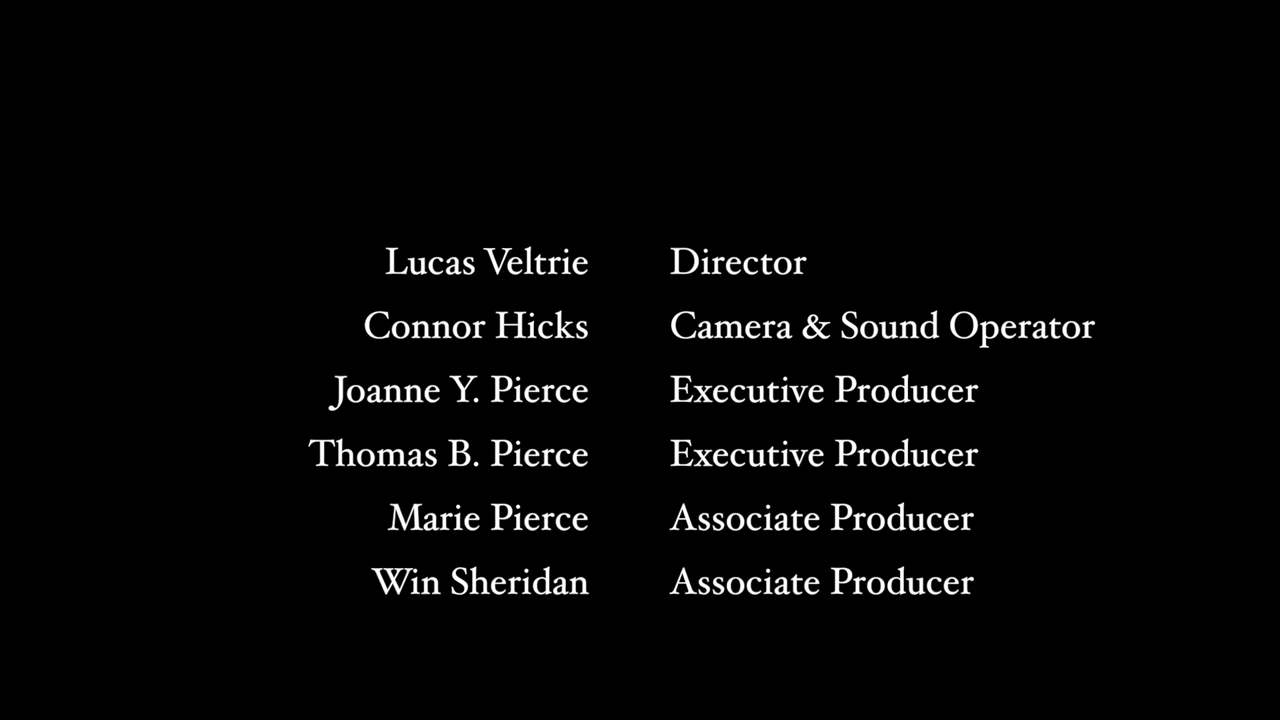 Lucas Veltrie Director
Connor Hicks Camera & Sound Operator
Joanne Y. Pierce Executive Producer
Thomas B. Pierce Executive Producer
Marie Pierce Associate Producer
Win Sheridan Associate Producer